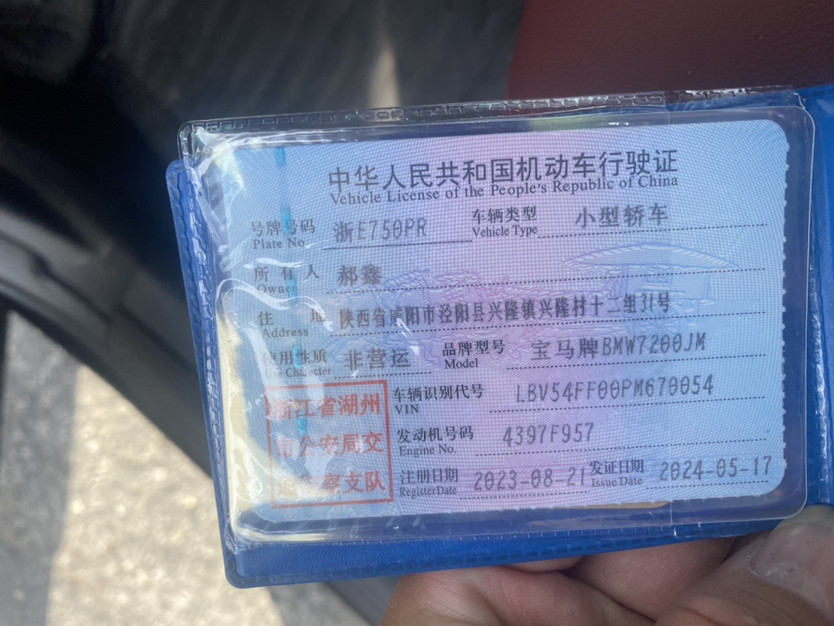 中华人民共和国机动车行驶证
Vehicle License of the People's Republic of China
号牌号码 浙E750PR 车辆类型 小型轿车
Plate No. Vehicle Type
所有人 郝鑫
Owner
住址 陕西省咸阳市泾阳县兴隆镇兴隆村十二组31号
Address
使用性质 非营运 品牌型号 宝马牌BMW7200JM
Use Character Model
车辆识别代号 LBV54FF00PM670054
VIN
发动机号码 4397F957
Engine No.
注册日期 2023-08-21 发证日期 2024-05-17
Register Date Issue Date
浙江省湖州
市公安局交
通警察支队